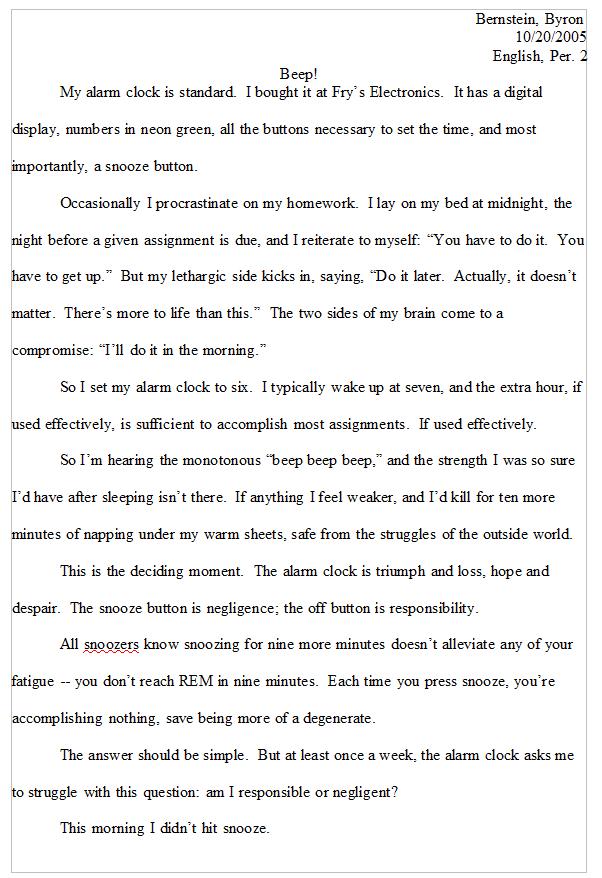 Bernstein, Byron
10/20/2005
English, Per. 2
Beep!
My alarm clock is standard.  I bought it at Fry’s Electronics.  It has a digital
display, numbers in neon green, all the buttons necessary to set the time, and most
importantly, a snooze button.
Occasionally I procrastinate on my homework.  I lay on my bed at midnight, the
night before a given assignment is due, and I reiterate to myself: “You have to do it.  You
have to get up.”  But my lethargic side kicks in, saying, “Do it later.  Actually, it doesn’t
matter.  There’s more to life than this.”  The two sides of my brain come to a
compromise: “I’ll do it in the morning.”
So I set my alarm clock to six.  I typically wake up at seven, and the extra hour, if
used effectively, is sufficient to accomplish most assignments.  If used effectively.
So I’m hearing the monotonous “beep beep beep,” and the strength I was so sure
I’d have after sleeping isn’t there.  If anything I feel weaker, and I’d kill for ten more
minutes of napping under my warm sheets, safe from the struggles of the outside world.
This is the deciding moment.  The alarm clock is triumph and loss, hope and
despair.  The snooze button is negligence; the off button is responsibility.
All snoozers know snoozing for nine more minutes doesn’t alleviate any of your
fatigue -- you don’t reach REM in nine minutes.  Each time you press snooze, you’re
accomplishing nothing, save being more of a degenerate.
The answer should be simple.  But at least once a week, the alarm clock asks me
to struggle with this question: am I responsible or negligent?
This morning I didn’t hit snooze.